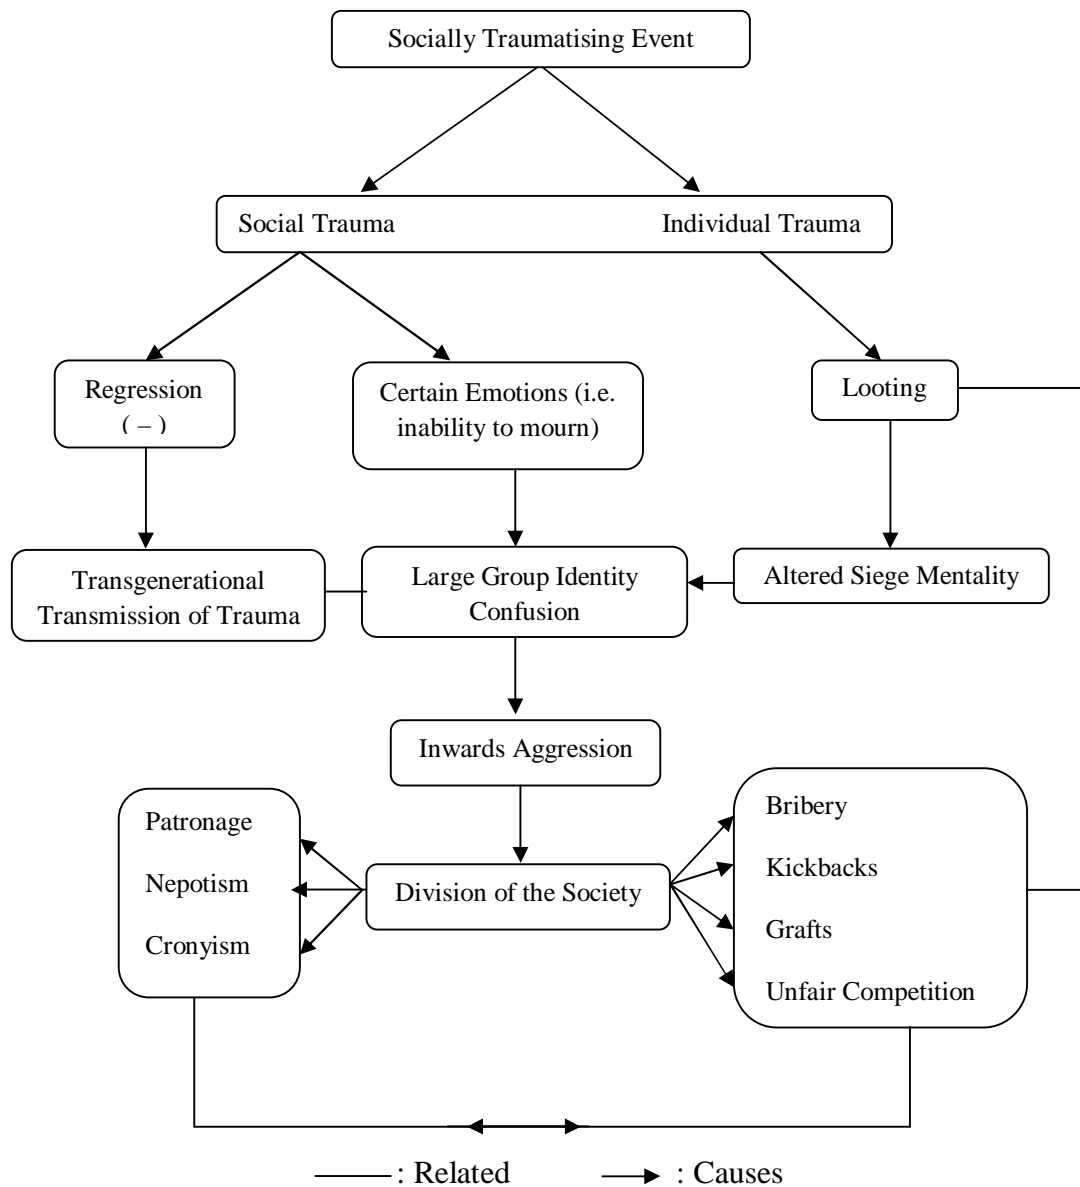 Socially Traumatising Event
Social Trauma Individual Trauma
Regression
( – )
Certain Emotions (i.e.
inability to mourn)
Looting
Transgenerational
Transmission of Trauma
Large Group Identity
Confusion
Altered Siege Mentality
Inwards Aggression
Patronage
Nepotism
Cronyism
Division of the Society
Bribery
Kickbacks
Grafts
Unfair Competition
: Related : Causes